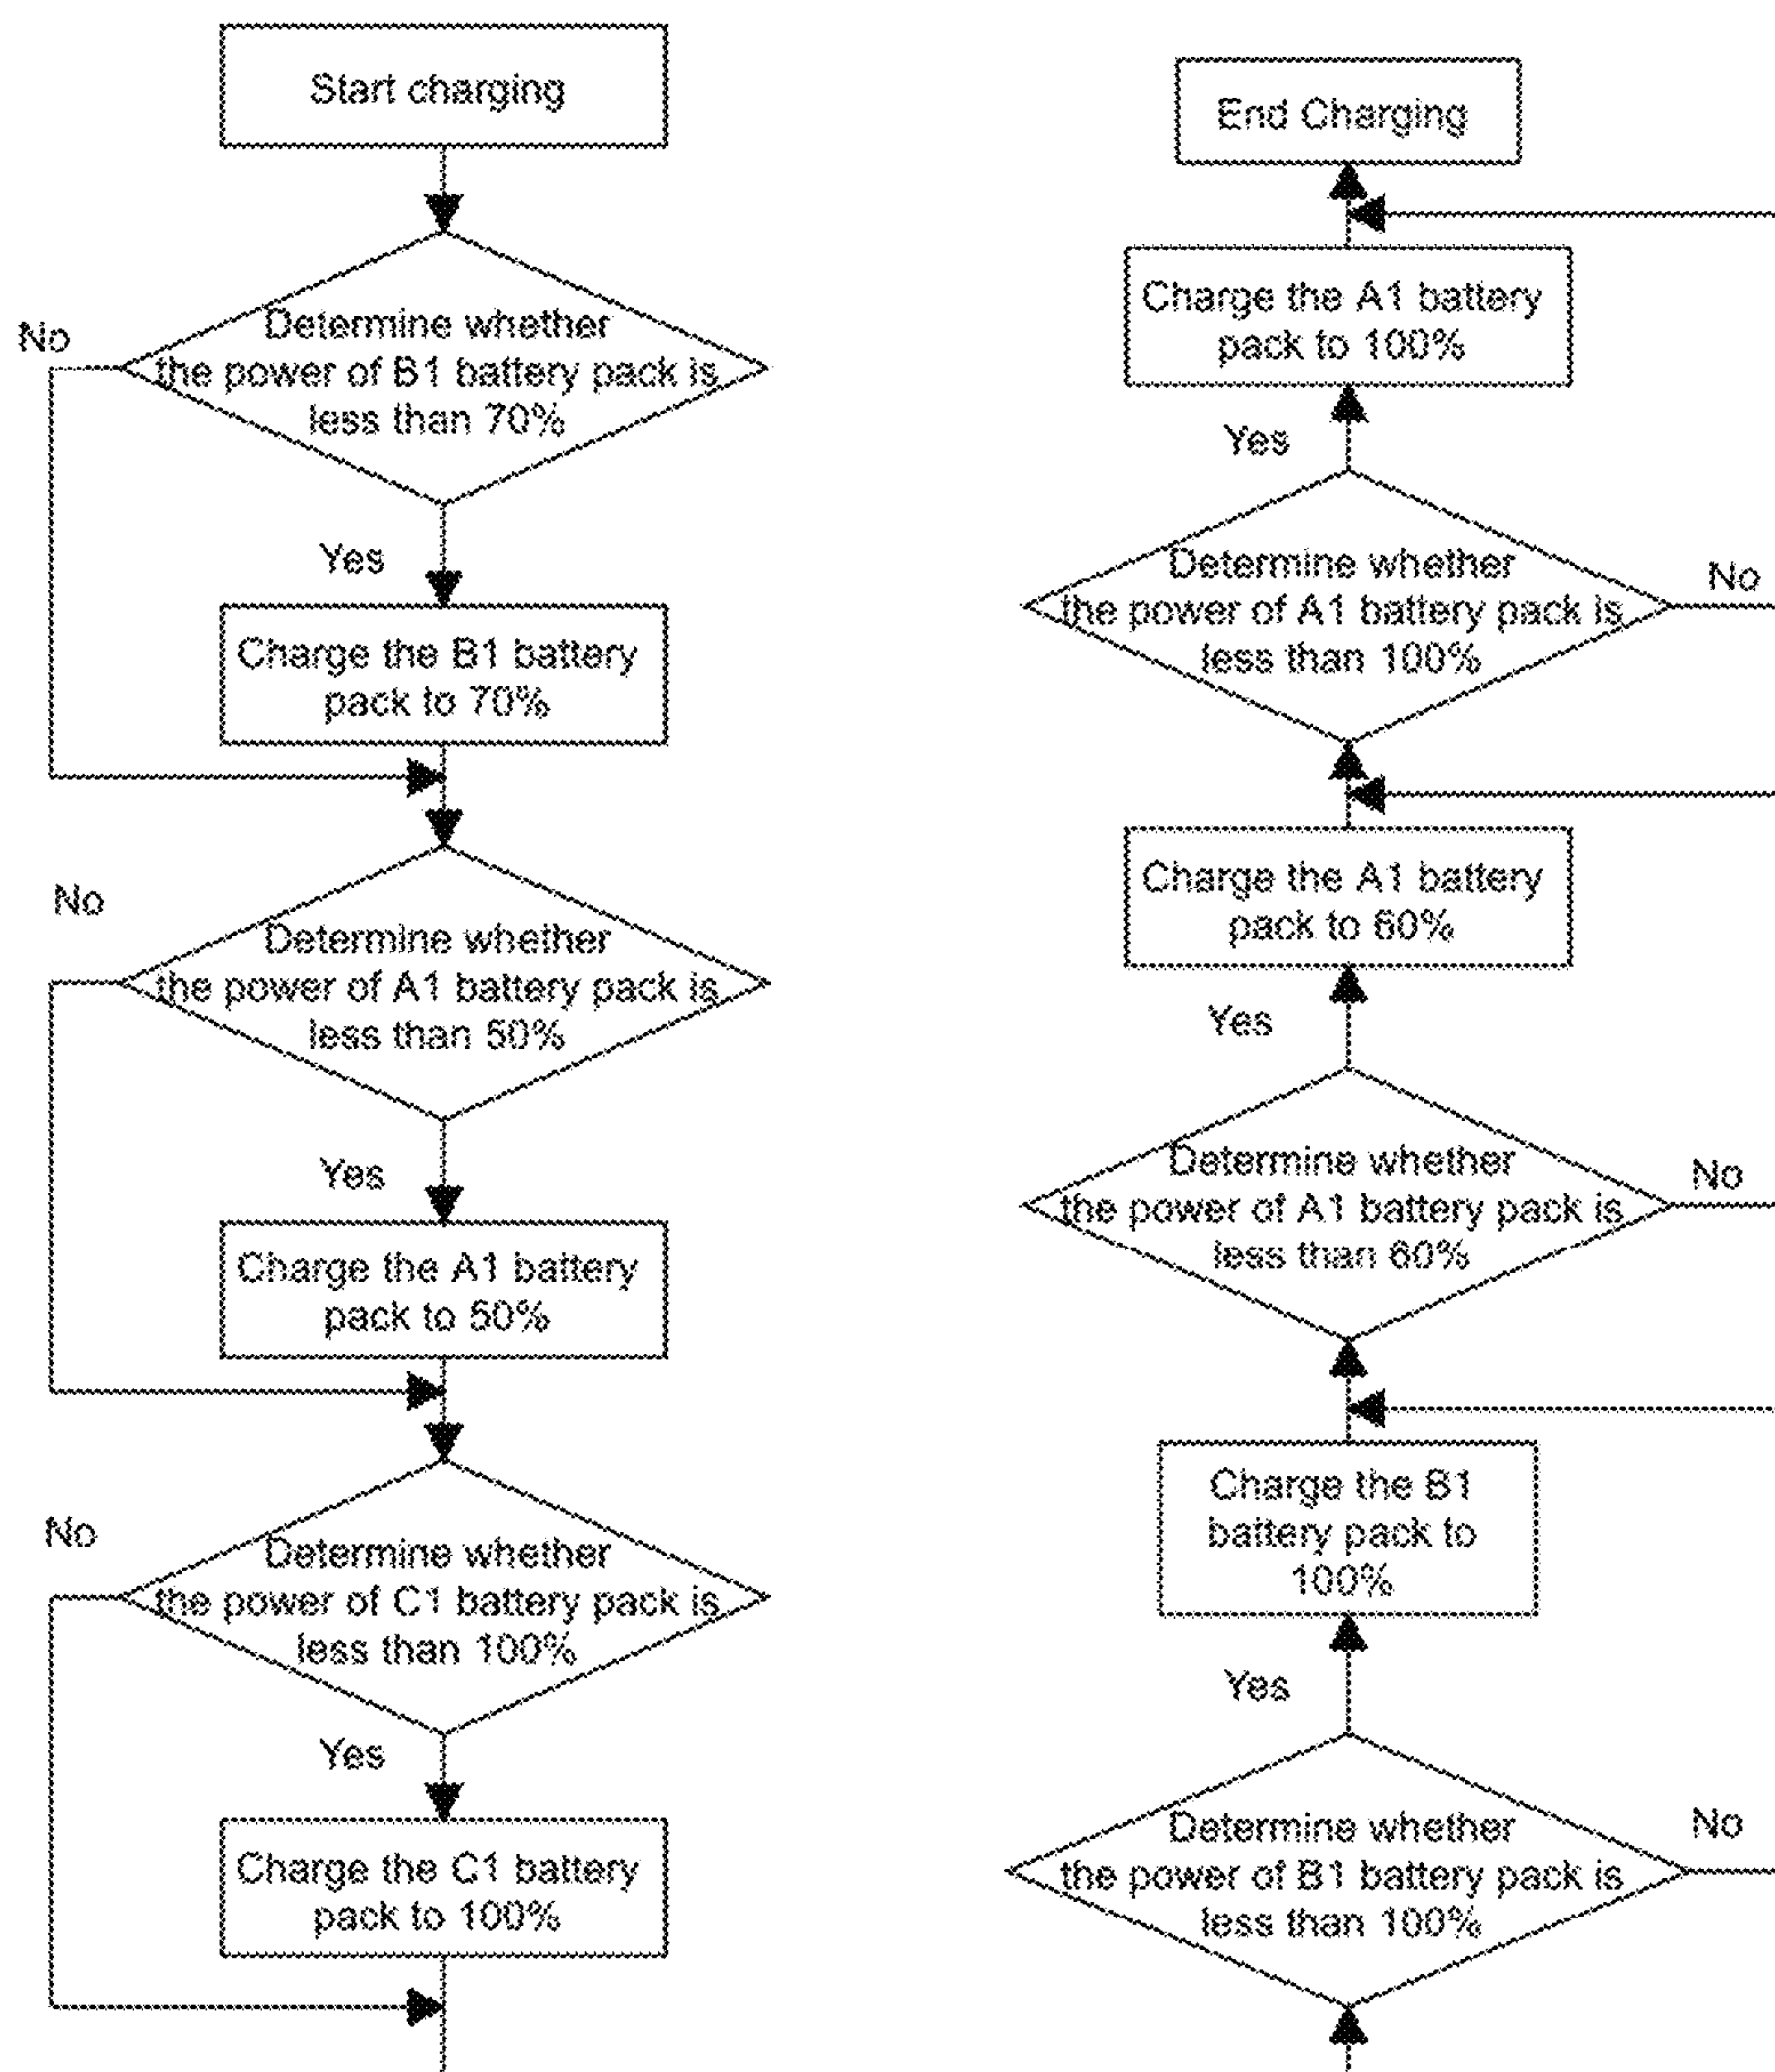 Start charging
No
Determine whether
the power of B1 battery pack is
less than 70%
Yes
Charge the B1 battery
pack to 70%
No
Determine whether
the power of A1 battery pack is
less than 50%
Yes
Charge the A1 battery
pack to 50%
No
Determine whether
the power of C1 battery pack is
less than 100%
Yes
Charge the C1 battery
pack to 100%
End Charging
Charge the A1 battery
pack to 100%
Yes
Determine whether
the power of A1 battery pack is
less than 100%
No
Charge the A1 battery
pack to 60%
Yes
Determine whether
the power of A1 battery pack is
less than 60%
No
Charge the B1
battery pack to
100%
Yes
Determine whether
the power of B1 battery pack is
less than 100%
No